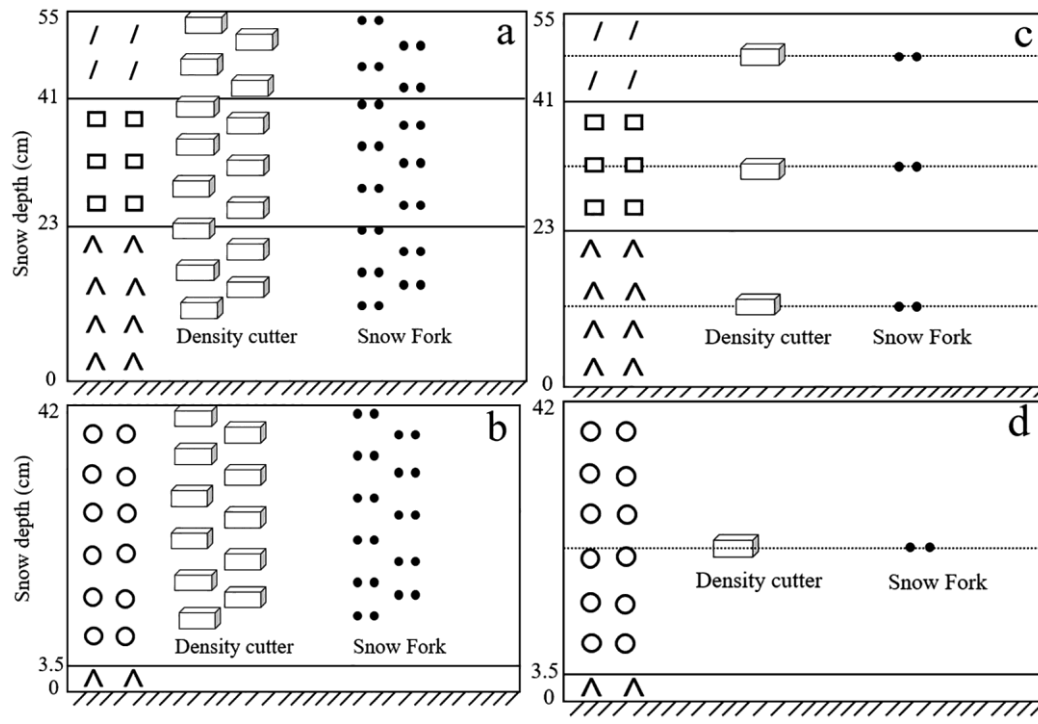 55
a
41
Snow depth (cm)
23
Density cutter
Snow Fork
0
55
c
41
23
Density cutter
Snow Fork
0
42
b
Snow depth (cm)
Density cutter
Snow Fork
3.5
0
42
d
Density cutter
Snow Fork
3.5
0